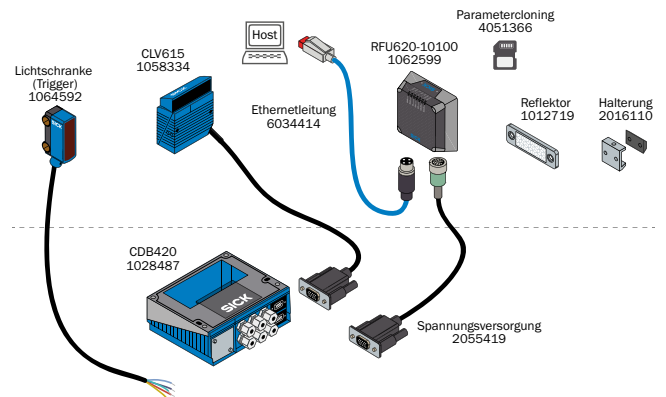 Parametercloning
4051366
Host
RFU620-10100
1062599
CLV615
1058334
Lichtschranke
(Trigger)
1064592
Ethernetleitung
6034414
Reflektor
1012719
Halterung
2016110
SICK
CDB420
1028487
SICK
Spannungsversorgung
2055419